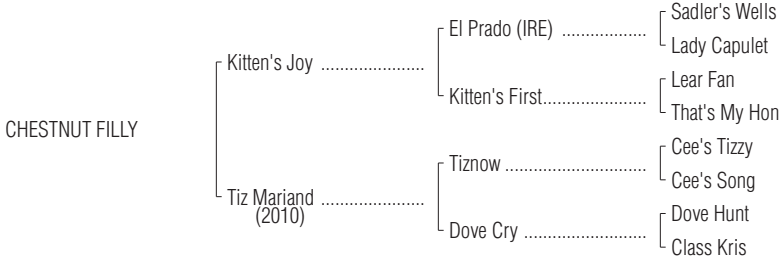 Sadler's Wells
El Prado (IRE) ...................
Lady Capulet
Kitten's Joy .......................
Lear Fan
Kitten's First.......................
That's My Hon
CHESTNUT FILLY
Cee's Tizzy
Tiznow ...............................
Cee's Song
Tiz Mariand .......................
(2010)
Dove Hunt
Dove Cry ...........................
Class Kris